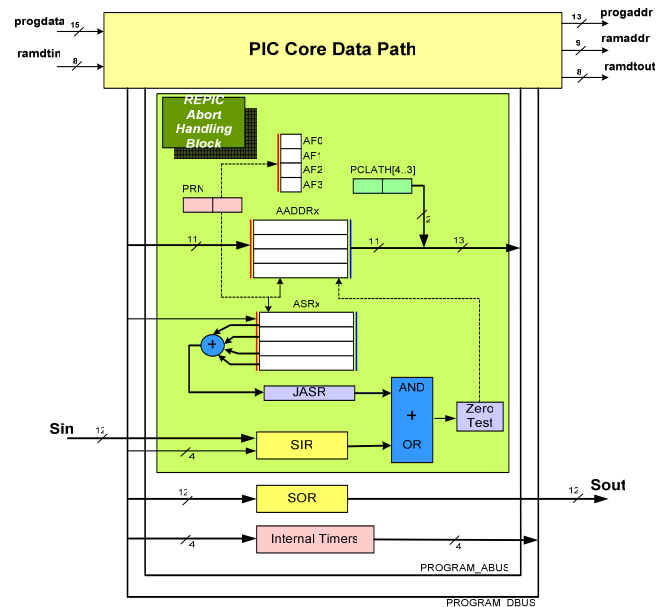 progdata
15
ramdtin
8
PIC Core Data Path
13
progaddr
9
ramaddr
8
ramdtout
REPIC
Abort
Handling
Block
AF0
AF1
AF2
AF3
PRN
PCLATH[4..3]
2
AADDRx
11
11
13
ASRx
+
JASR
AND
+
OR
Zero
Test
Sin
12
4
SIR
12
SOR
12
Sout
4
Internal Timers
4
PROGRAM_ABUS
PROGRAM_DBUS